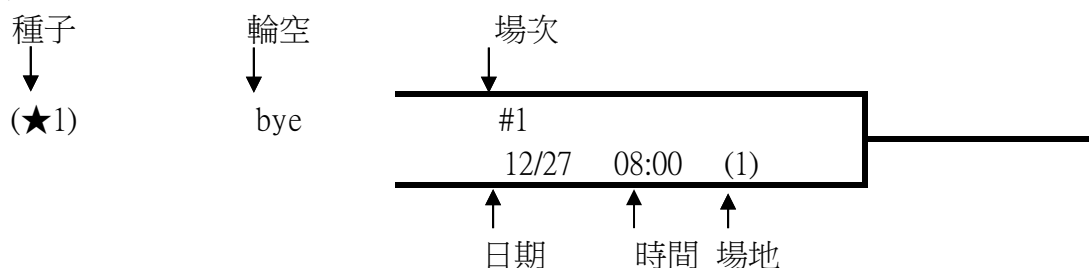 種子 輪空 場次
(★1) bye #1
12/27 08:00 (1)
日期 時間 場地